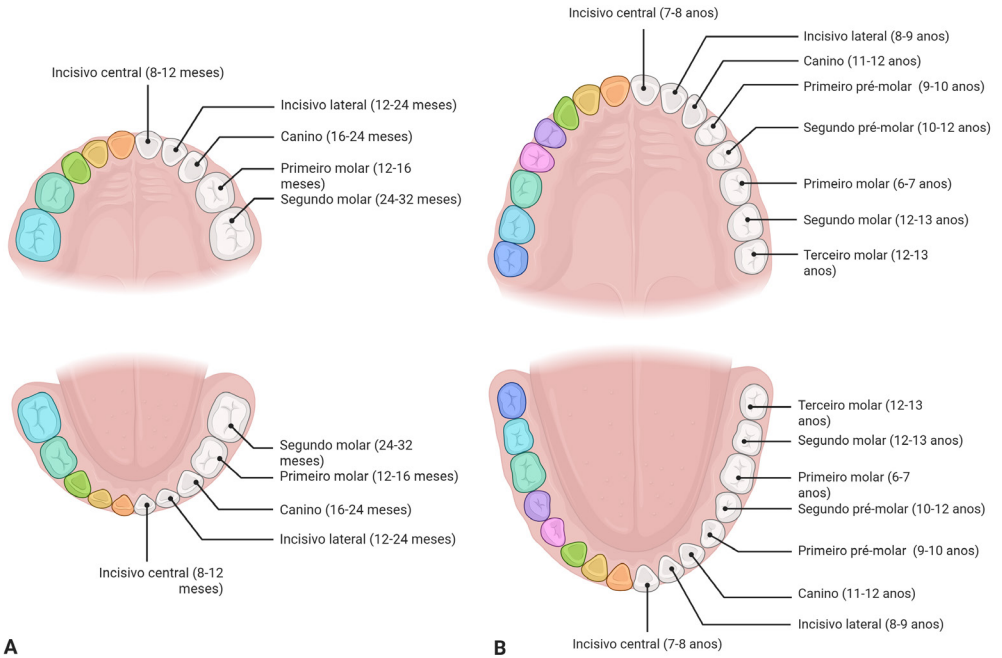 Incisivo central (8-12 meses)
Incisivo lateral (12-24 meses)
Canino (16-24 meses)
Primeiro molar (12-16
meses)
Segundo molar (24-32 meses)
Segundo molar (24-32
meses)
Primeiro molar (12-16 meses)
Canino (16-24 meses)
Incisivo lateral (12-24 meses)
Incisivo central (8-12
meses)
A
Incisivo central (7-8 anos)
Incisivo lateral (8-9 anos)
Canino (11-12 anos)
Primeiro pré-molar (9-10 anos)
Segundo pré-molar (10-12 anos)
Primeiro molar (6-7 anos)
Segundo molar (12-13 anos)
Terceiro molar (12-13
anos)
Terceiro molar (12-13
anos)
Segundo molar (12-13 anos)
Primeiro molar (6-7
anos)
Segundo pré-molar (10-12 anos)
Primeiro pré-molar (9-10 anos)
Canino (11-12 anos)
Incisivo lateral (8-9 anos)
Incisivo central (7-8 anos)
B